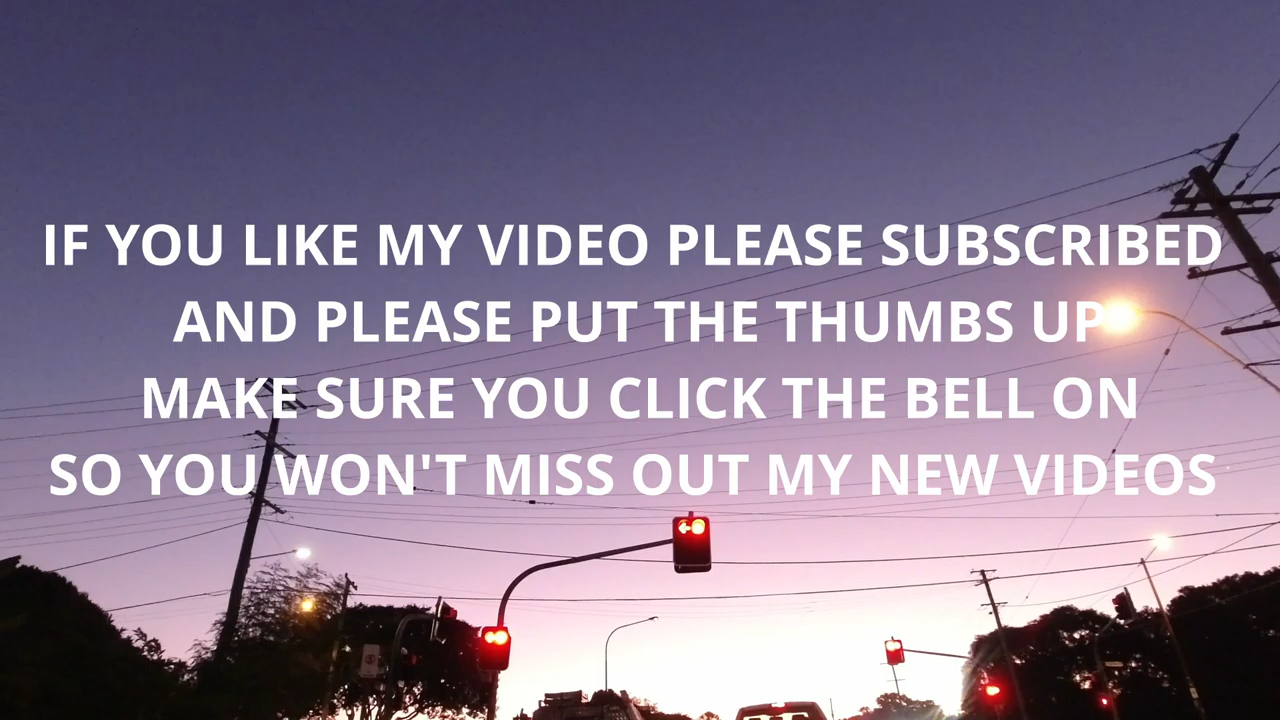 IF YOU LIKE MY VIDEO PLEASE SUBSCRIBED
AND PLEASE PUT THE THUMBS UP
MAKE SURE YOU CLICK THE BELL ON
SO YOU WON'T MISS OUT MY NEW VIDEOS